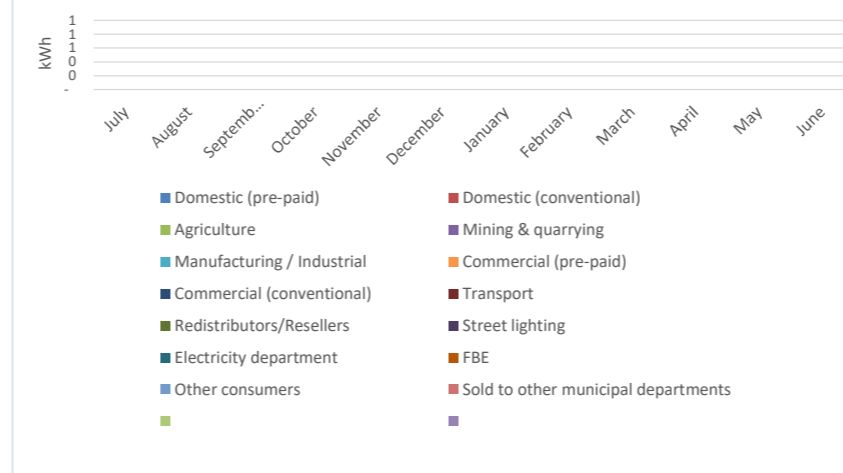 kWh
1
1
1
0
0
-
July August Septemb... October November December January February March April May June
Domestic (pre-paid) Domestic (conventional)
Agriculture Mining & quarrying
Manufacturing / Industrial Commercial (pre-paid)
Commercial (conventional) Transport
Redistributors/Resellers Street lighting
Electricity department FBE
Other consumers Sold to other municipal departments